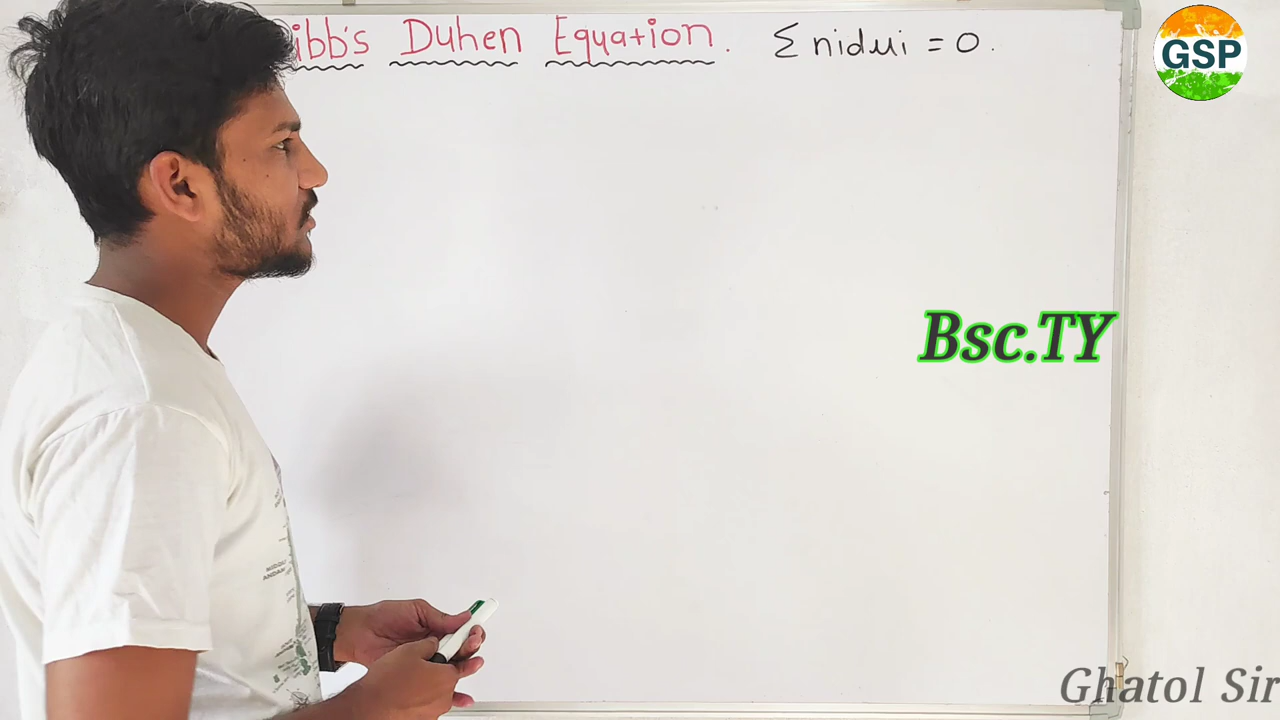 ibb's Duhen Equation. Σ nidμi = 0.
GSP
Bsc.TY
Ghatol Sir